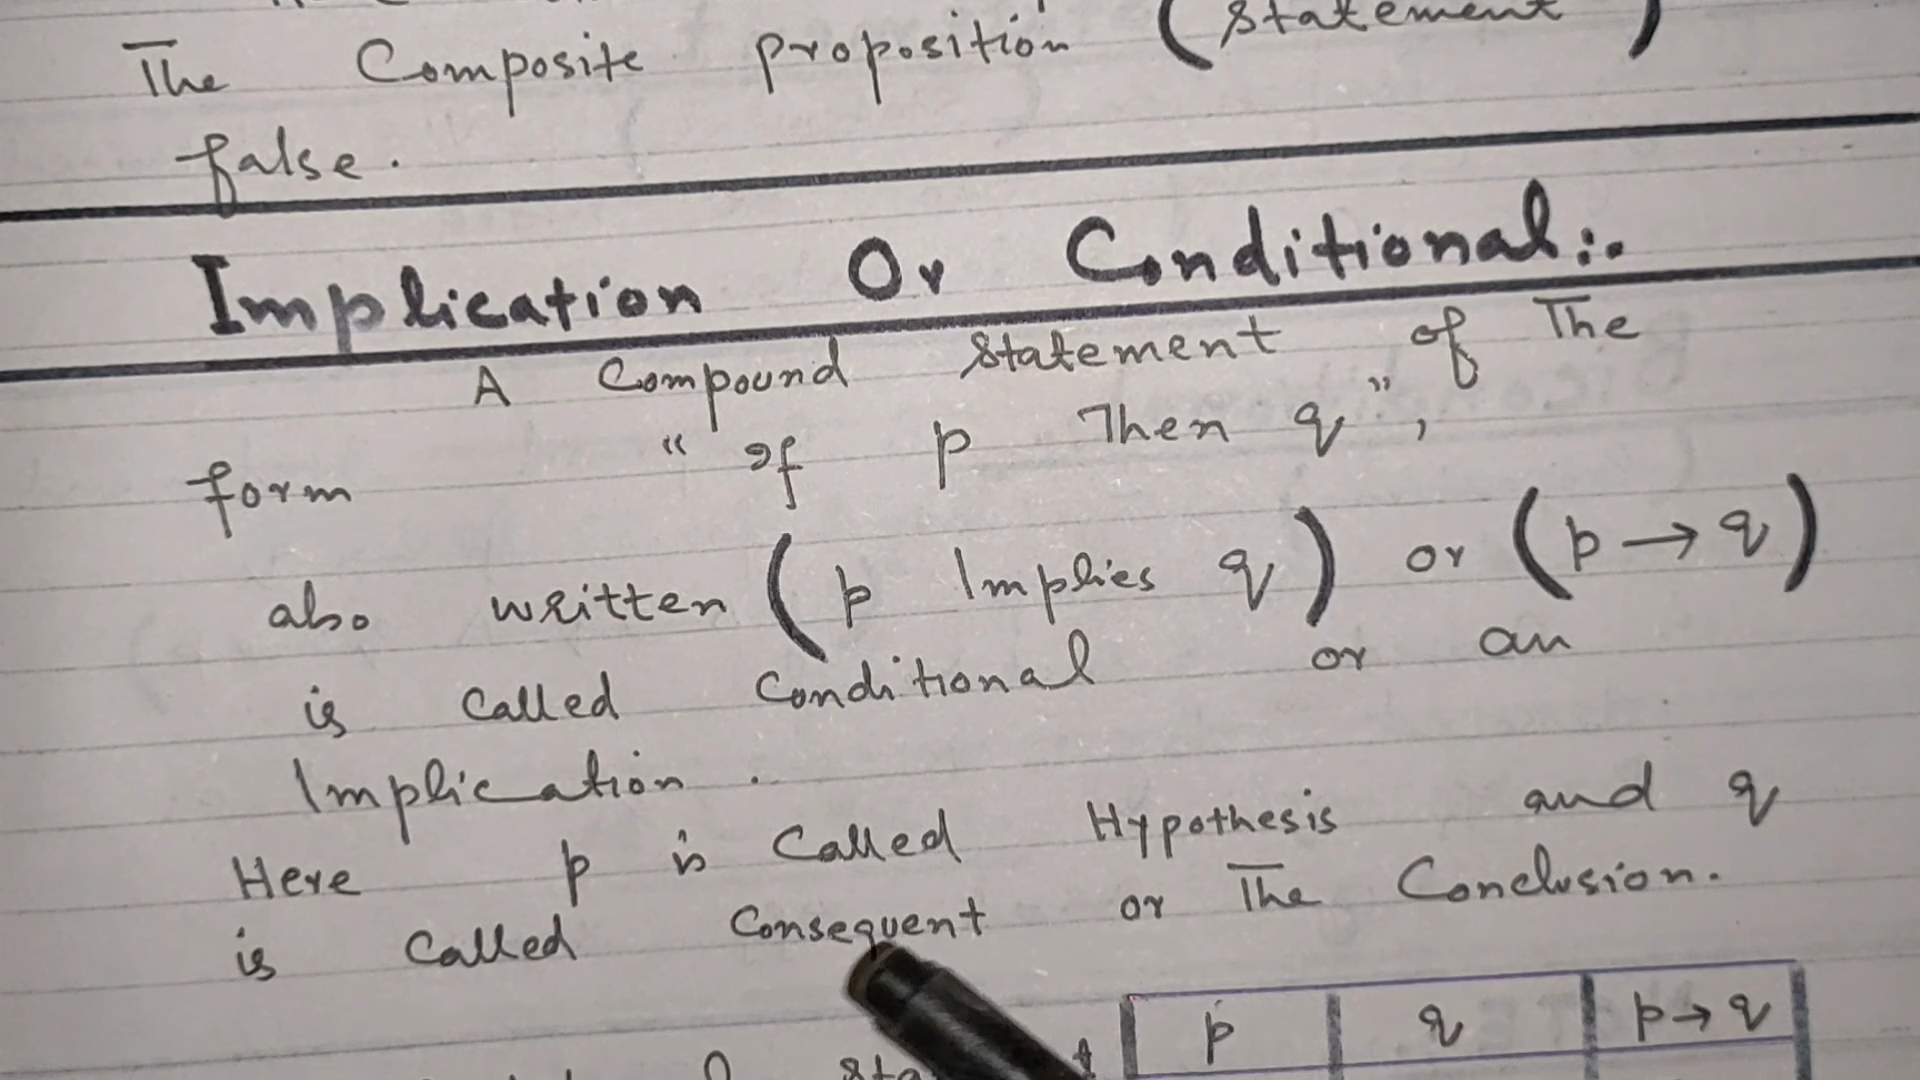 The Composite proposition (statement)
false.
Implication Or Conditional:.
A Compound statement of The
form " If p Then q ",
also written (p Implies q) or (p → q)
is Called Conditional or an
Implication.
Here p is Called Hypothesis and q
is Called Consequent or The Conclusion.
p q p → q